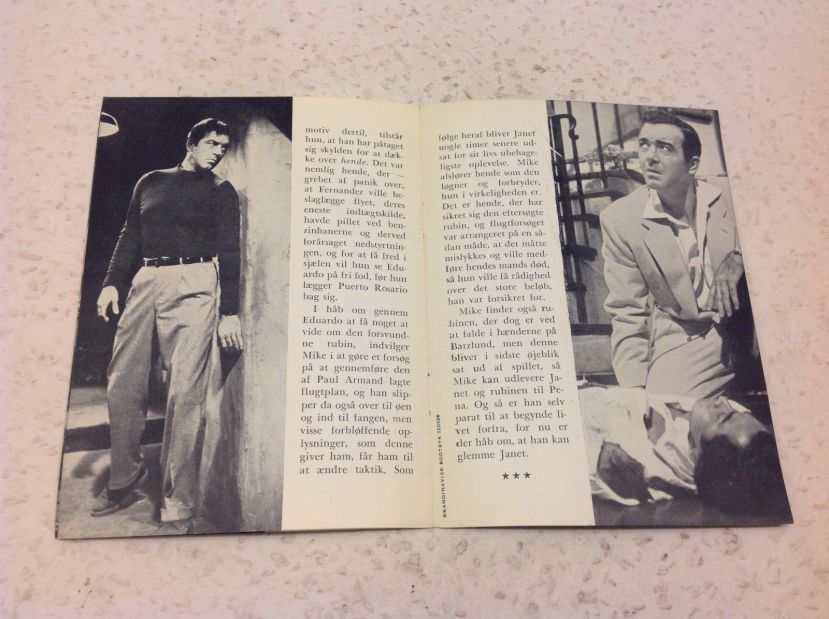 motiv dertil, tilstår
hun, at han har påtaget
sig skylden for at dæk-
ke over hende. Det var
nemlig hende, der —
grebet af panik over,
at Fernandez ville be-
slaglægge flyet, deres
eneste indtægtskilde,
havde pillet ved ben-
zinhanerne og derved
forårsaget nedstyrtnin-
gen, og for at få fred i
sjælen vil hun se Edu-
ardo på fri fod, før hun
lægger Puerto Rosario
bag sig.
I håb om gennem
Eduardo at få noget at
vide om den forsvund-
ne rubin, indvilger
Mike i at gøre et forsøg
på at gennemføre den
af Paul Armand lagte
flugtplan, og han slip-
per da også over til øen
og ind til fangen, men
visse forbløffende op-
lysninger, som denne
giver ham, får ham til
at ændre taktik. Som
følge heraf bliver Janet
nogle timer senere ud-
sat for sit livs ubehage-
ligste oplevelse. Mike
afslører hende som den
løgner og forbryder,
hun i virkeligheden er.
Det er hende, der har
sikret sig den eftersøgte
rubin, og flugtforsøget
var arrangeret på en så-
dan måde, at det måtte
mislykkes og ville med-
føre hendes mands død,
så hun ville få rådighed
over det store beløb,
han var forsikret for.
Mike finder også ru-
binen, der dog er ved
at falde i hænderne på
Barzlund, men denne
bliver i sidste øjeblik
sat ud af spillet, så
Mike kan udlevere Ja-
net og rubinen til Pe-
na. Og så er han selv
parat til at begynde li-
vet forfra, for nu er
der håb om, at han kan
glemme Janet.
★★★
SKANDINAVISK BOGTRYK